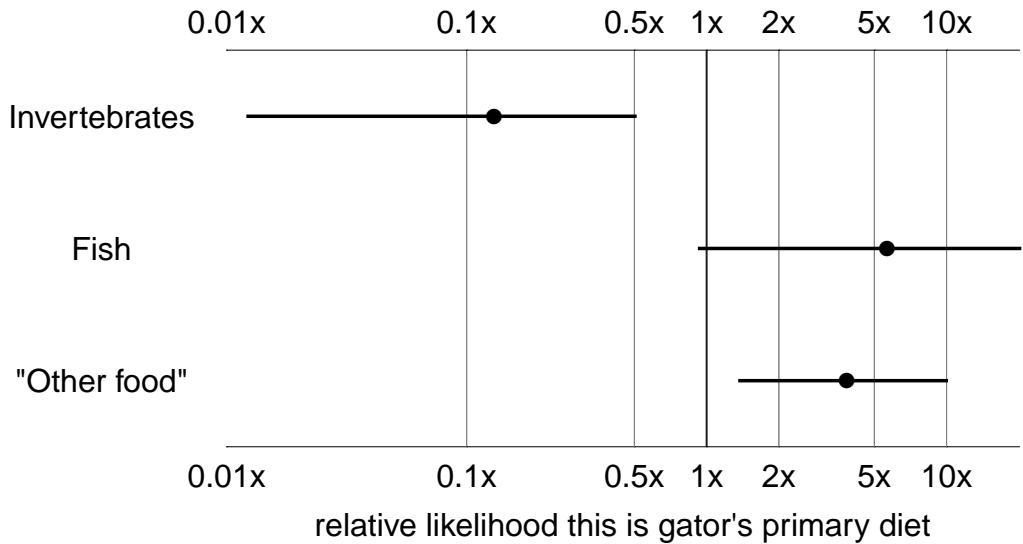 0.01x 0.1x 0.5x 1x 2x 5x 10x
Invertebrates
Fish
"Other food"
0.01x 0.1x 0.5x 1x 2x 5x 10x
relative likelihood this is gator's primary diet